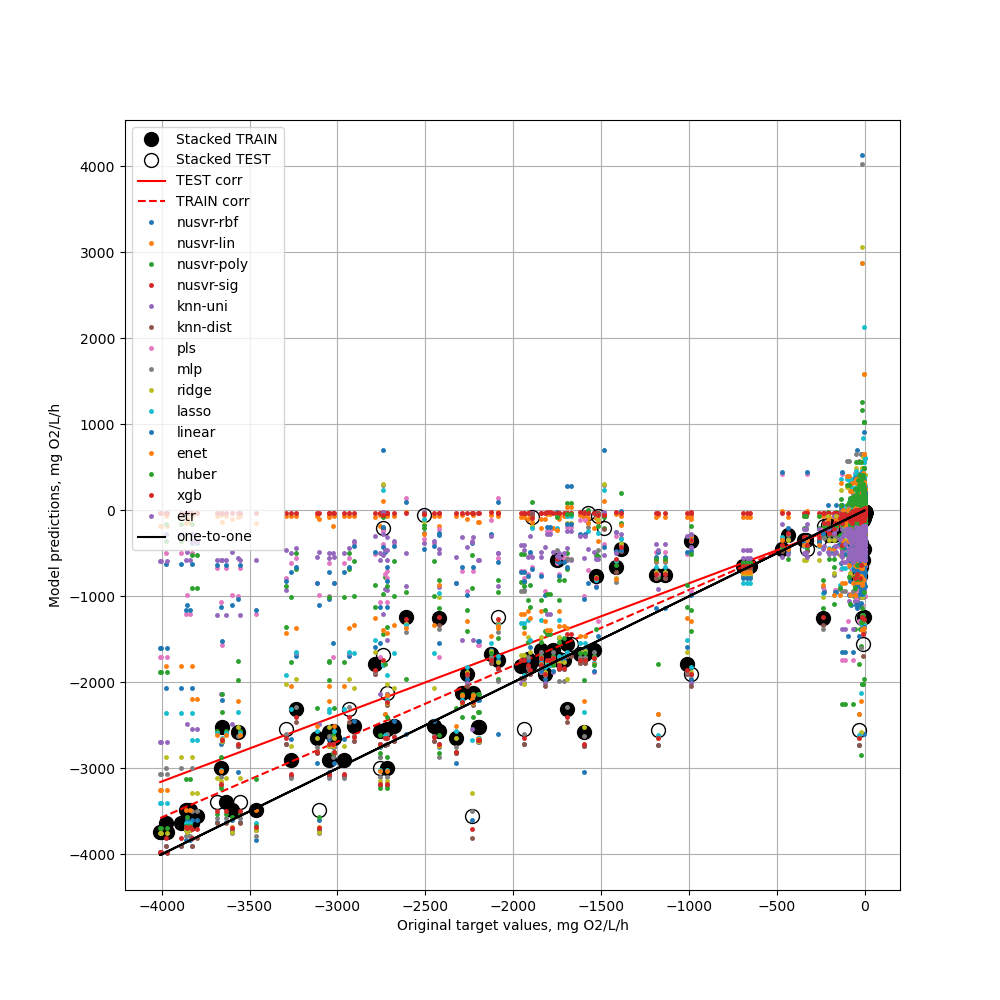 Stacked TRAIN
Stacked TEST
TEST corr
TRAIN corr
nusvr-rbf
nusvr-lin
nusvr-poly
nusvr-sig
knn-uni
knn-dist
pls
mlp
ridge
lasso
linear
enet
huber
xgb
etr
one-to-one
4000
3000
2000
1000
0
−1000
−2000
−3000
−4000
Model predictions, mg O2/L/h
−4000 −3500 −3000 −2500 −2000 −1500 −1000 −500 0
Original target values, mg O2/L/h